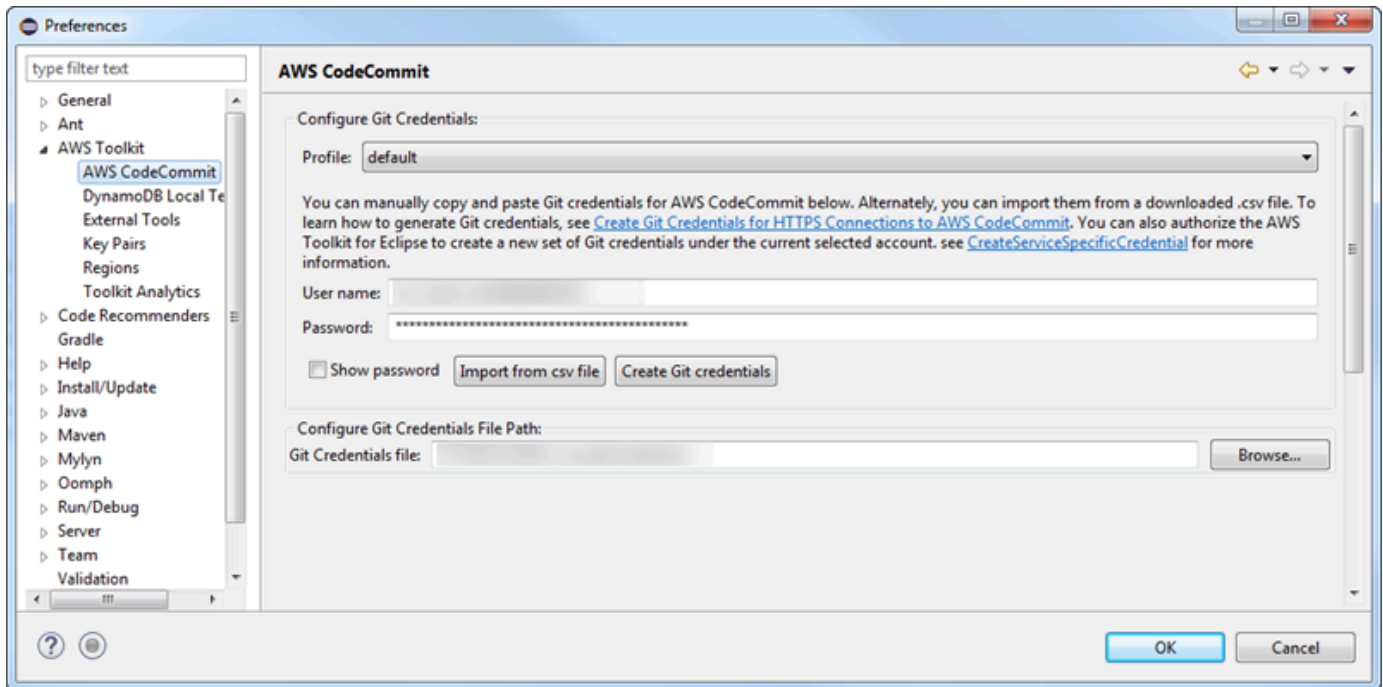 Preferences
type filter text
General
Ant
AWS Toolkit
AWS CodeCommit
DynamoDB Local Te
External Tools
Key Pairs
Regions
Toolkit Analytics
Code Recommenders
Gradle
Help
Install/Update
Java
Maven
Mylyn
Oomph
Run/Debug
Server
Team
Validation
AWS CodeCommit
Configure Git Credentials:
Profile: default
You can manually copy and paste Git credentials for AWS CodeCommit below. Alternately, you can import them from a downloaded .csv file. To
learn how to generate Git credentials, see Create Git Credentials for HTTPS Connections to AWS CodeCommit. You can also authorize the AWS
Toolkit for Eclipse to create a new set of Git credentials under the current selected account. see CreateServiceSpecificCredential for more
information.
User name:
Password: **********************************************
Show password Import from csv file Create Git credentials
Configure Git Credentials File Path:
Git Credentials file: Browse...
OK Cancel